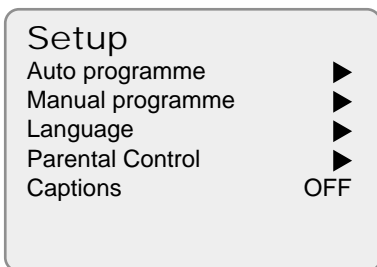 Setup
Auto programme ▶
Manual programme ▶
Language ▶
Parental Control ▶
Captions OFF